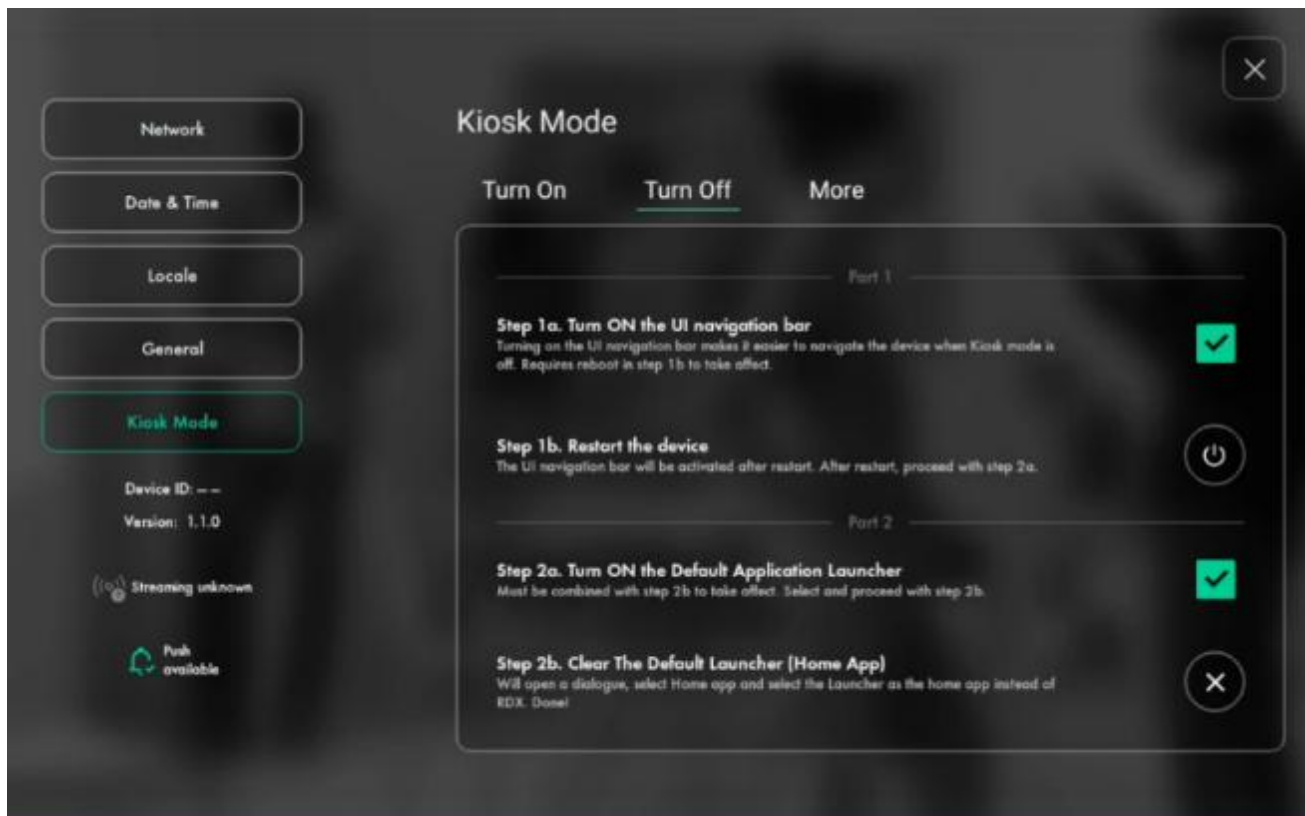 Network
Date & Time
Locale
General
Kiosk Mode
Device ID: – –
Version: 1.1.0
Streaming unknown
Push
available
Kiosk Mode
Turn On
Turn Off
More
Part 1
Step 1a. Turn ON the UI navigation bar
Turning on the UI navigation bar makes it easier to navigate the device when Kiosk mode is
off. Requires reboot in step 1b to take affect.
Step 1b. Restart the device
The UI navigation bar will be activated after restart. After restart, proceed with step 2a.
Part 2
Step 2a. Turn ON the Default Application Launcher
Must be combined with step 2b to take effect. Select and proceed with step 2b.
Step 2b. Clear The Default Launcher (Home App)
Will open a dialogue, select Home app and select the Launcher as the home app instead of
RDX. Done!